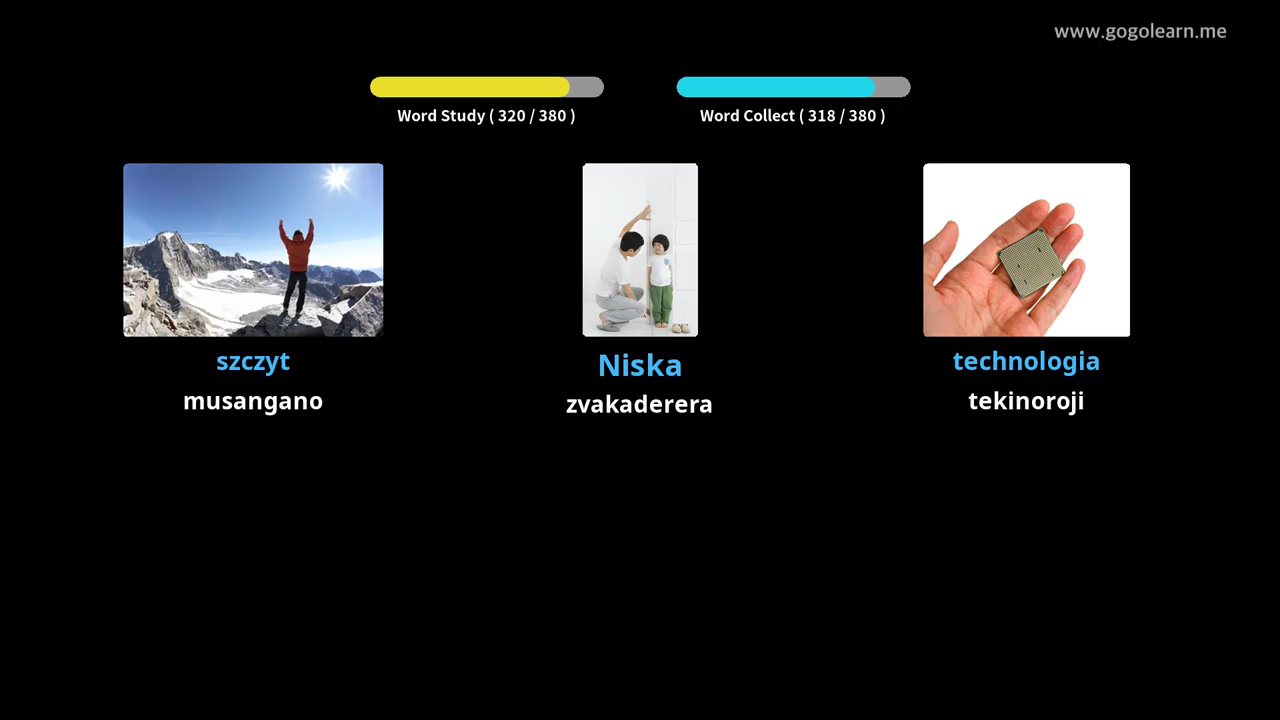 www.gogolearn.me
Word Study ( 320 / 380 )
Word Collect ( 318 / 380 )
szczyt
musangano
Niska
zvakaderera
technologia
tekinoroji